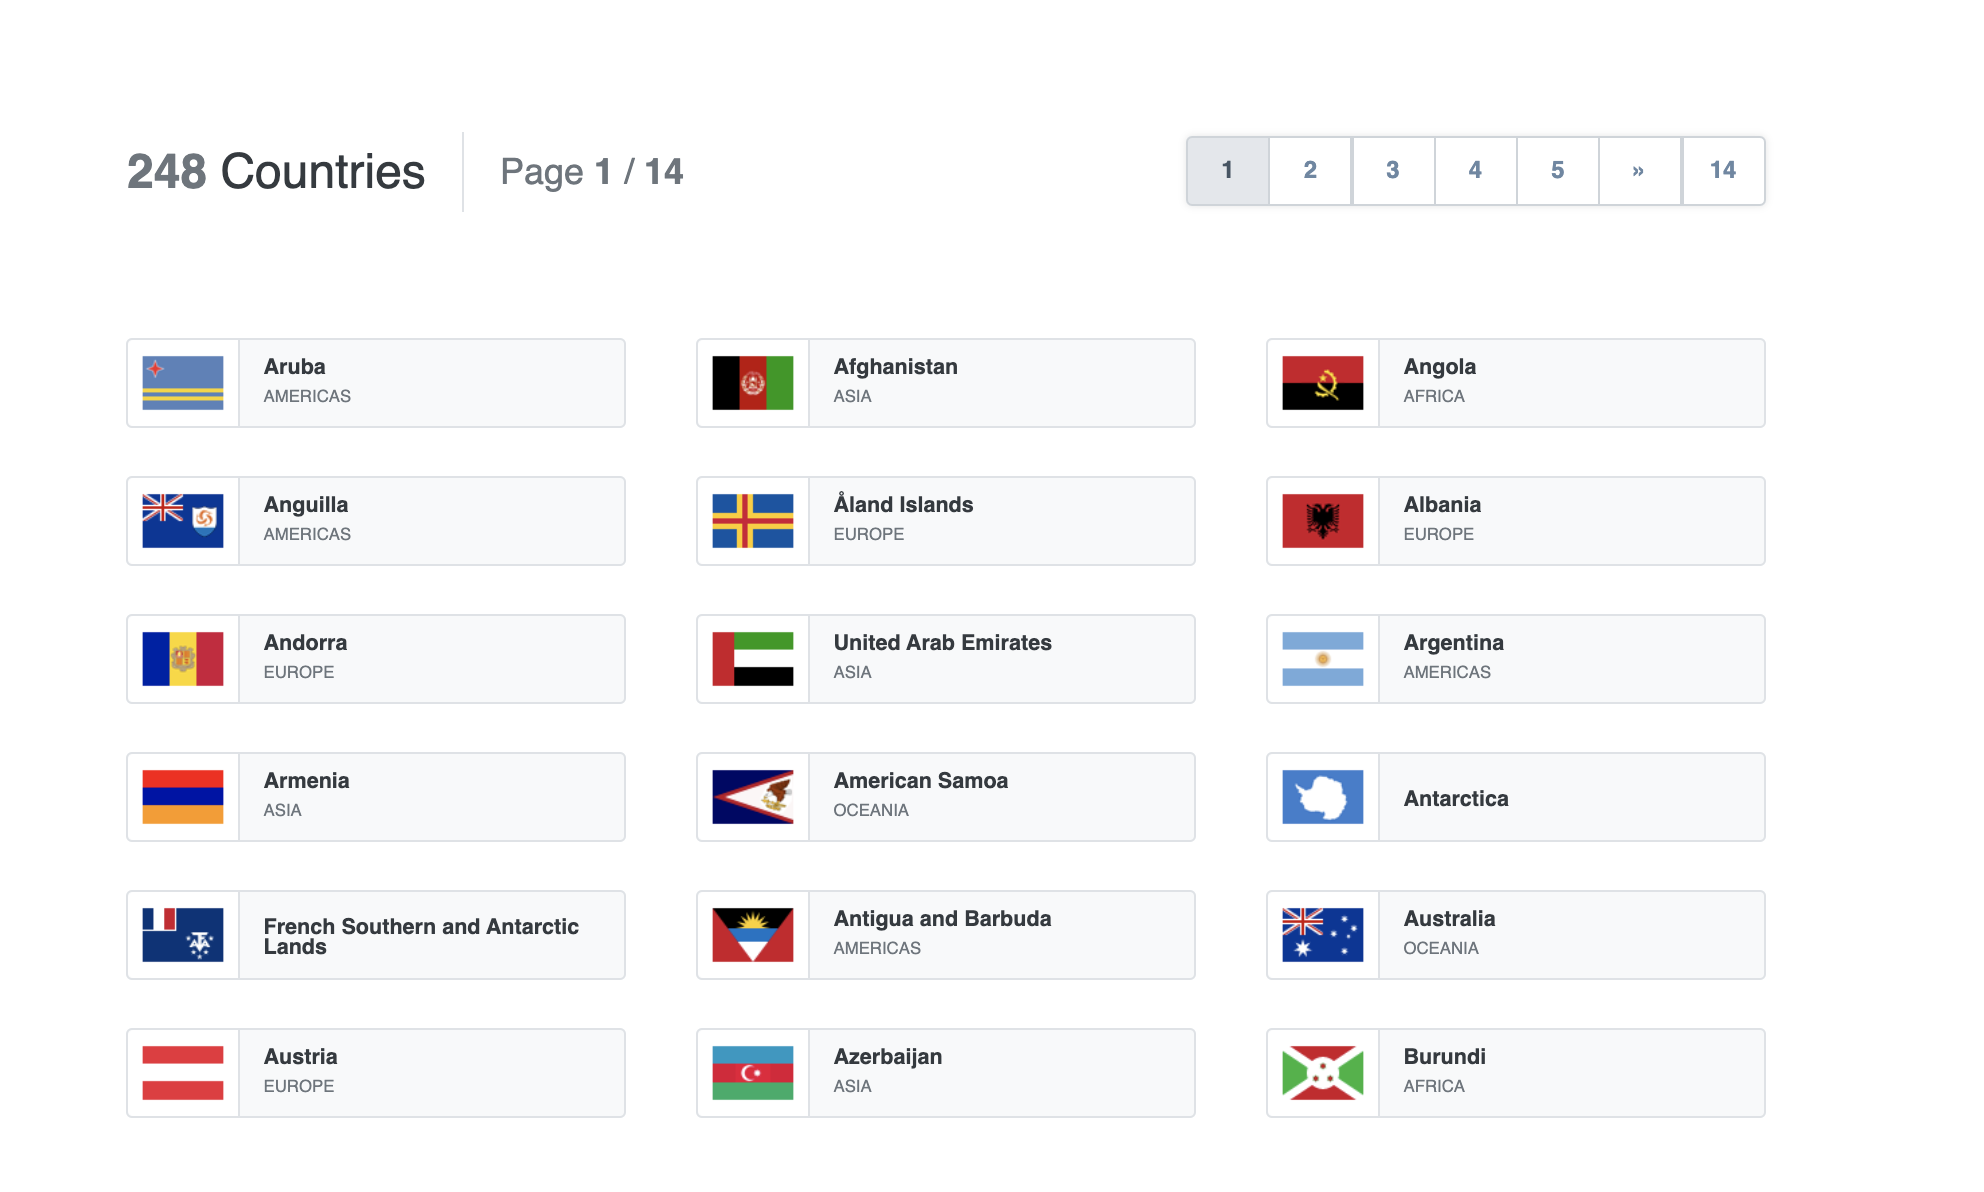 248 Countries
Page 1 / 14
1 2 3 4 5 » 14
Aruba
AMERICAS
Afghanistan
ASIA
Angola
AFRICA
Anguilla
AMERICAS
Åland Islands
EUROPE
Albania
EUROPE
Andorra
EUROPE
United Arab Emirates
ASIA
Argentina
AMERICAS
Armenia
ASIA
American Samoa
OCEANIA
Antarctica
French Southern and Antarctic
Lands
Antigua and Barbuda
AMERICAS
Australia
OCEANIA
Austria
EUROPE
Azerbaijan
ASIA
Burundi
AFRICA